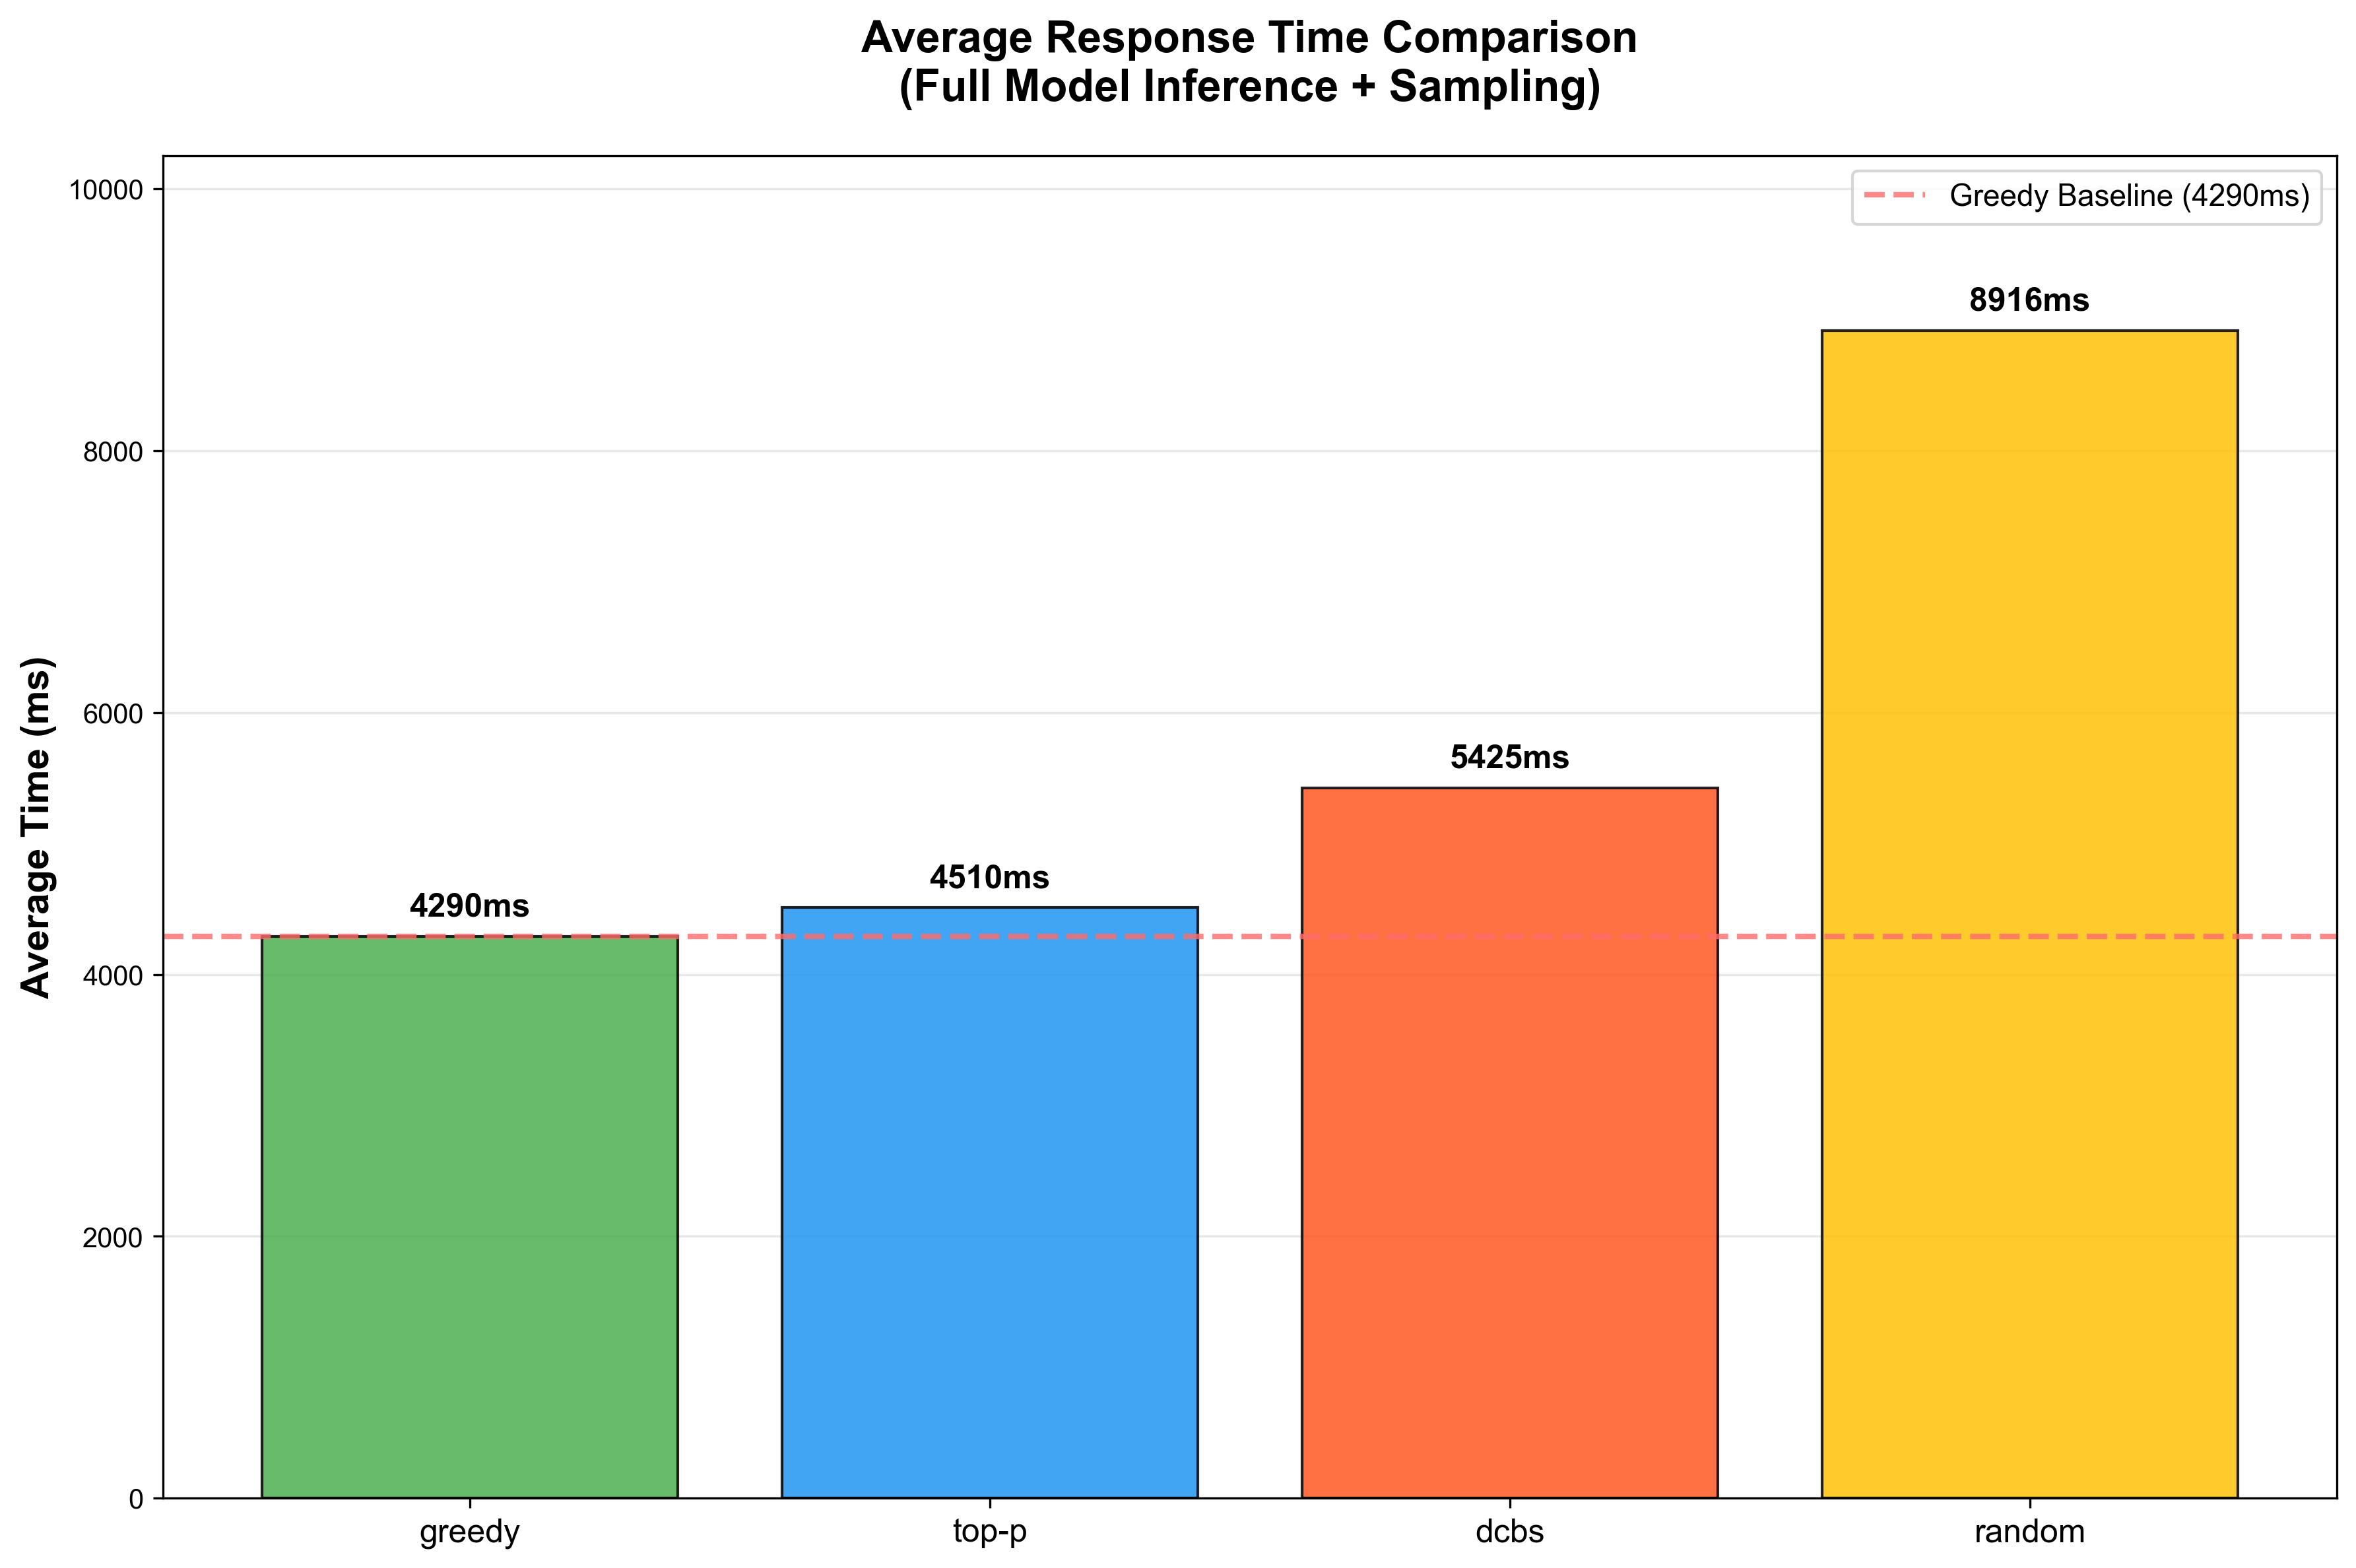 Average Response Time Comparison
(Full Model Inference + Sampling)
Greedy Baseline (4290ms)
Average Time (ms)
10000
8000
6000
4000
2000
0
4290ms
4510ms
5425ms
8916ms
greedy
top-p
dcbs
random